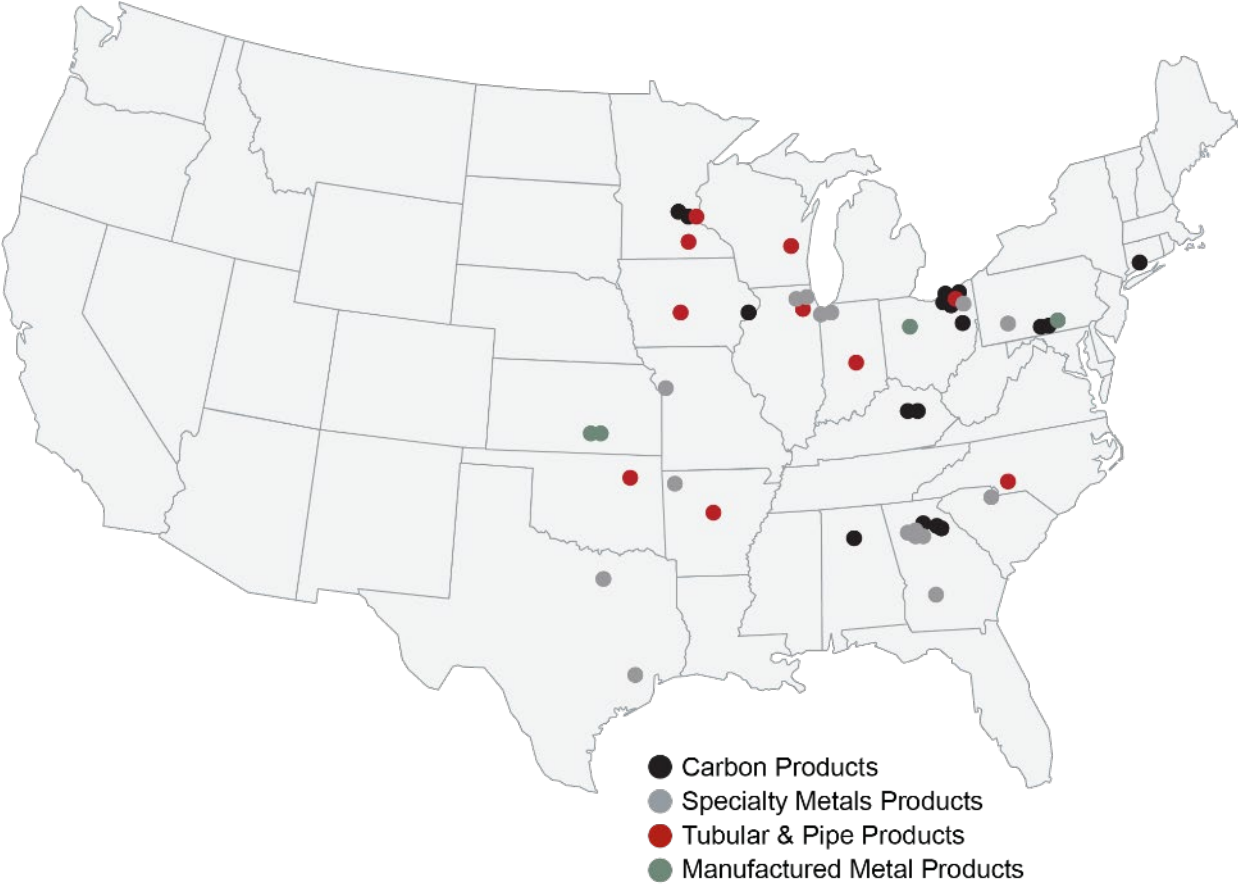 Carbon Products
Specialty Metals Products
Tubular & Pipe Products
Manufactured Metal Products